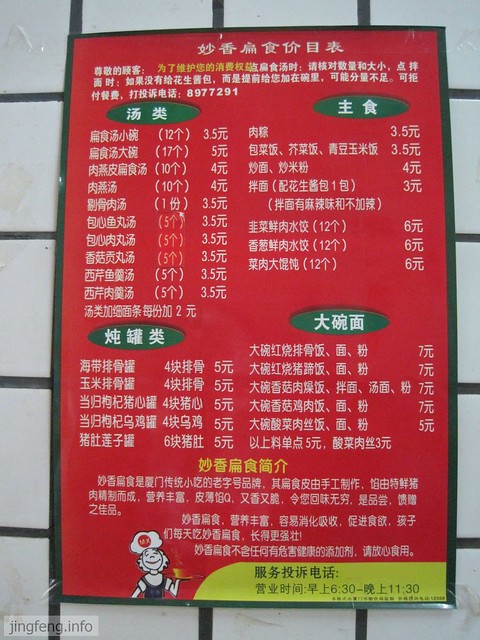 妙香扁食价目表
尊敬的顾客: 为了维护您的消费权益点扁食汤时: 请核对数量和大小, 点 拌
面 时: 如果没有给花生酱包, 而是提前给您加在碗里, 可能分量不足。可拒
付餐费, 打投诉电话: 8977291
汤 类
扁食汤小碗 (12个) 3.5元
扁食汤大碗 (17个) 5元
肉燕皮扁食汤 (10个) 4元
肉燕汤 (10个) 4元
剔骨肉汤 (1份) 3.5元
包心鱼丸汤 (5个) 3.5元
包心肉丸汤 (5个) 3.5元
香菇贡丸汤 (5个) 3.5元
西芹鱼羹汤 (5个) 3.5元
西芹肉羹汤 (5个) 3.5元
汤类加细面条每份加 2 元
主 食
肉粽 3.5元
包菜饭、芥菜饭、青豆玉米饭 3.5元
炒面、炒米粉 4元
拌面 (配花生酱包1包) 3元
(拌面有麻辣味和不加辣)
韭菜鲜肉水饺 (12个) 6元
香葱鲜肉水饺 (12个) 6元
菜肉大馄饨 (12个) 6元
炖罐类
海带排骨罐 4块排骨 5元
玉米排骨罐 4块排骨 5元
当归枸杞猪心罐 4块猪心 5元
当归枸杞乌鸡罐 4块乌鸡 5元
猪肚莲子罐 6块猪肚 5元
大碗面
大碗红烧排骨饭、面、粉 7元
大碗红烧猪蹄饭、面、粉 7元
大碗香菇肉燥饭、拌面、汤面、粉 7元
大碗香菇鸡肉饭、面、粉 7元
大碗酸菜肉丝饭、面、粉 5元
以上料单点5元, 酸菜肉丝3元
妙香扁食简介
妙香扁食是厦门传统小吃的老字号品牌, 其扁食皮由手工制作, 馅由特鲜猪
肉精制而成, 营养丰富, 皮薄馅Q, 又香又脆, 令您回味无穷, 是品尝, 馈赠
之佳品。
妙香扁食, 营养丰富, 容易消化吸收, 促进食欲, 孩子
们每天吃妙香扁食, 长得更强壮!
妙香扁食不含任何有危害健康的添加剂, 请放心食用。
服务投诉电话:
营业时间:早上6:30-晚上11:30
jingfeng.info